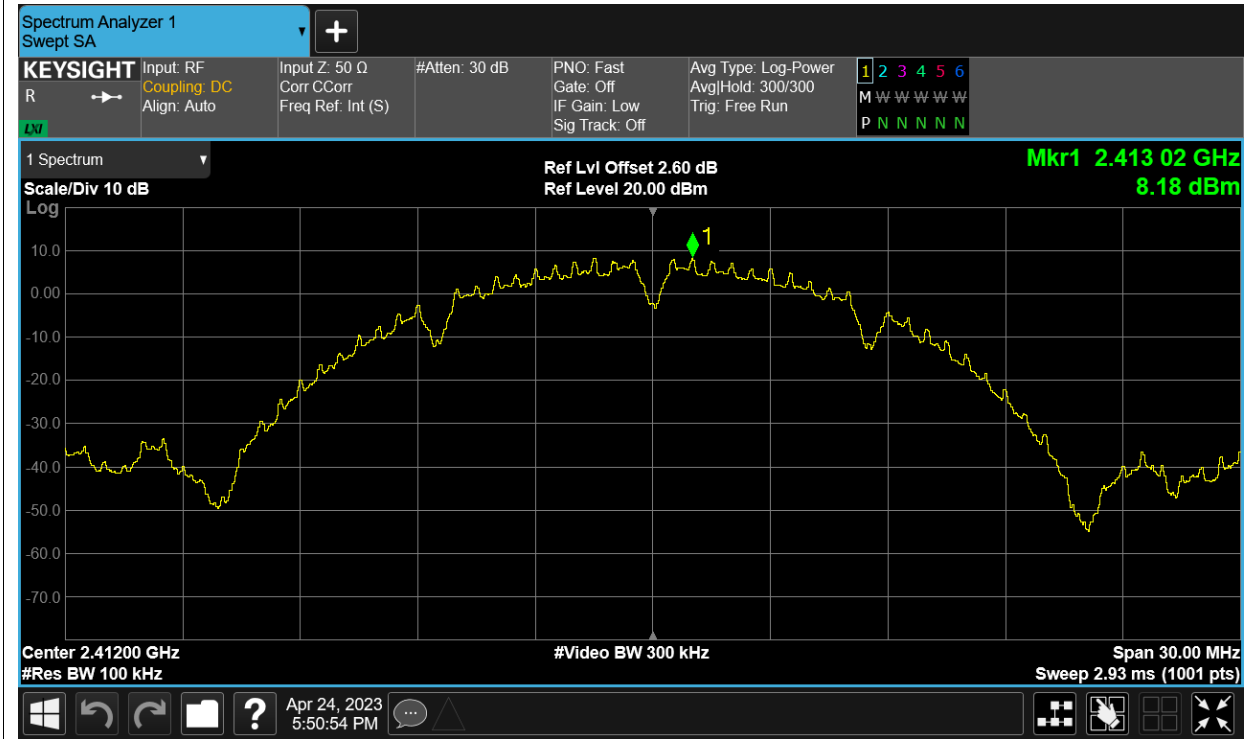 Spectrum Analyzer 1
Swept SA
+
KEYSIGHT
R
LXI
Input: RF
Coupling: DC
Align: Auto
Input Z: 50 Ω
Corr CCorr
Freq Ref: Int (S)
#Atten: 30 dB
PNO: Fast
Gate: Off
IF Gain: Low
Sig Track: Off
Avg Type: Log-Power
Avg|Hold: 300/300
Trig: Free Run
1 2 3 4 5 6
M W W W W W
P N N N N N
1 Spectrum
Scale/Div 10 dB
Log
Ref Lvl Offset 2.60 dB
Ref Level 20.00 dBm
Mkr1 2.413 02 GHz
8.18 dBm
1
10.0
0.00
-10.0
-20.0
-30.0
-40.0
-50.0
-60.0
-70.0
Center 2.41200 GHz
#Res BW 100 kHz
#Video BW 300 kHz
Span 30.00 MHz
Sweep 2.93 ms (1001 pts)
?
Apr 24, 2023
5:50:54 PM